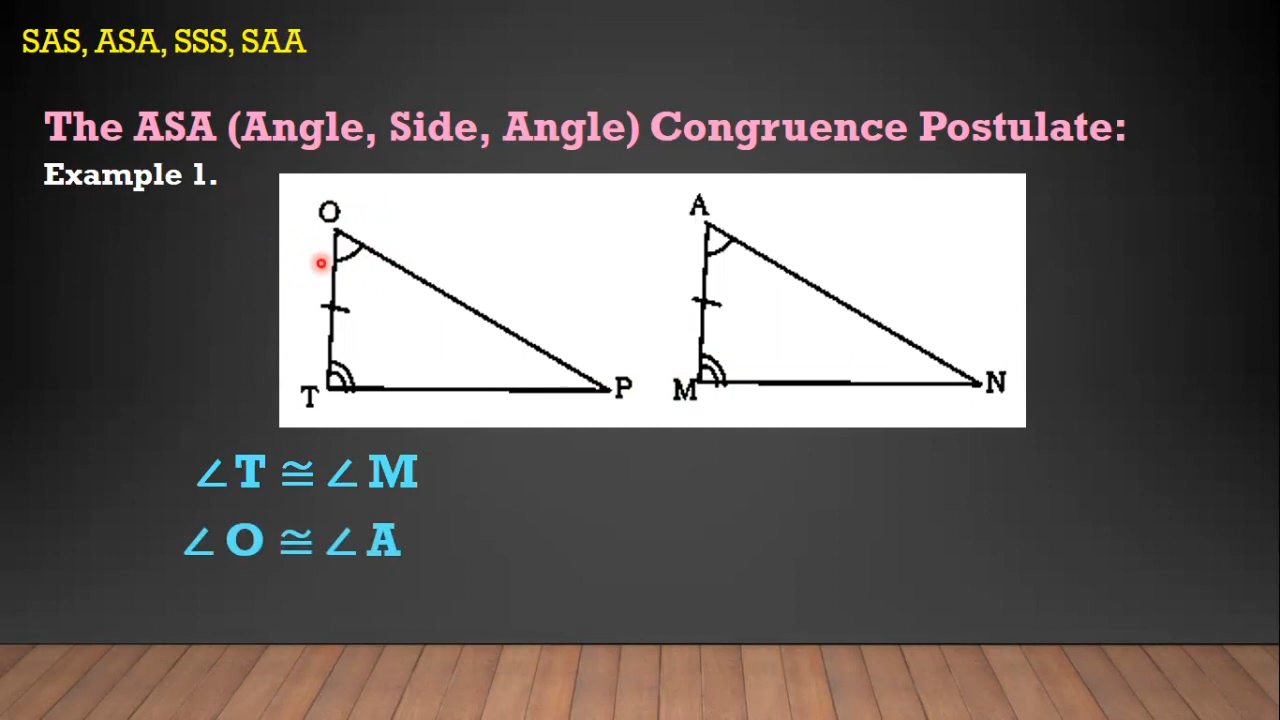 SAS, ASA, SSS, SAA
The ASA (Angle, Side, Angle) Congruence Postulate:
Example 1.
O
A
T
P
M
N
∠ T ≅ ∠ M
∠ O ≅ ∠ A